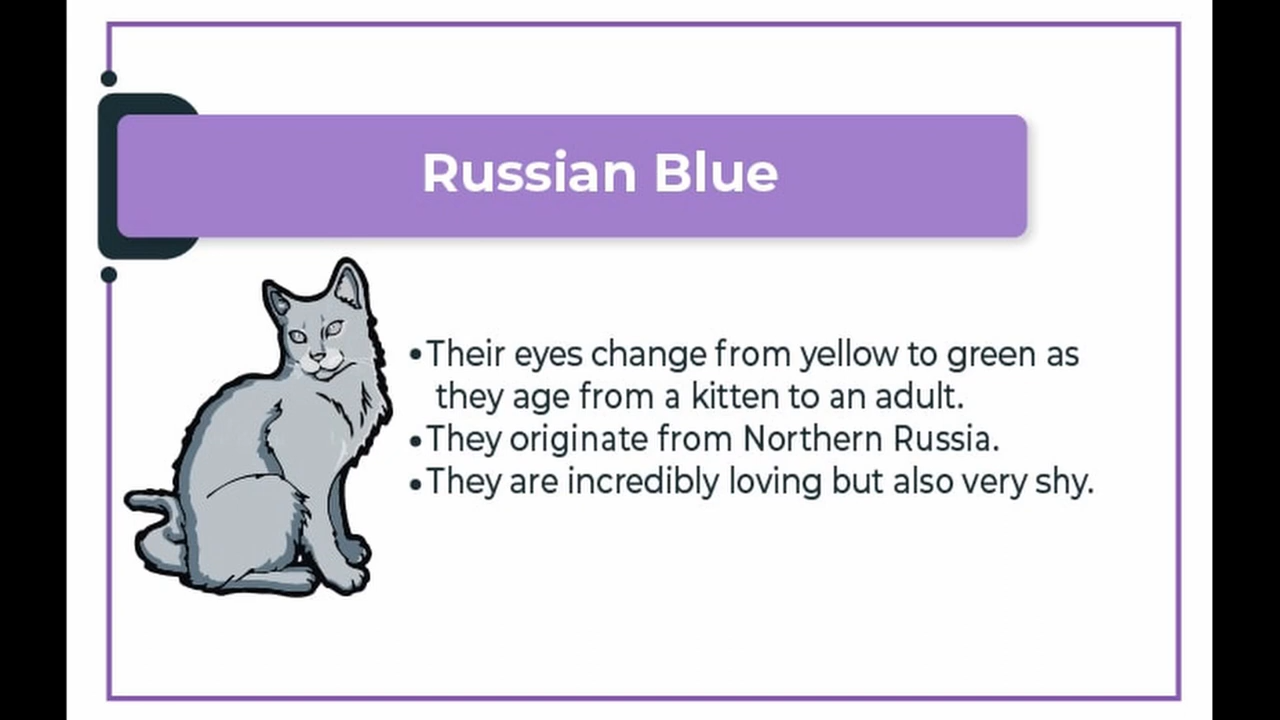 Russian Blue
•Their eyes change from yellow to green as
they age from a kitten to an adult.
•They originate from Northern Russia.
•They are incredibly loving but also very shy.